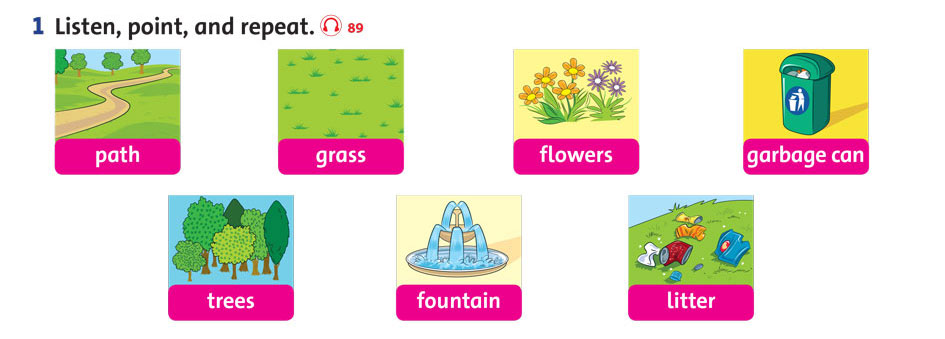 1 Listen, point, and repeat. 89
path grass flowers garbage can
trees fountain litter